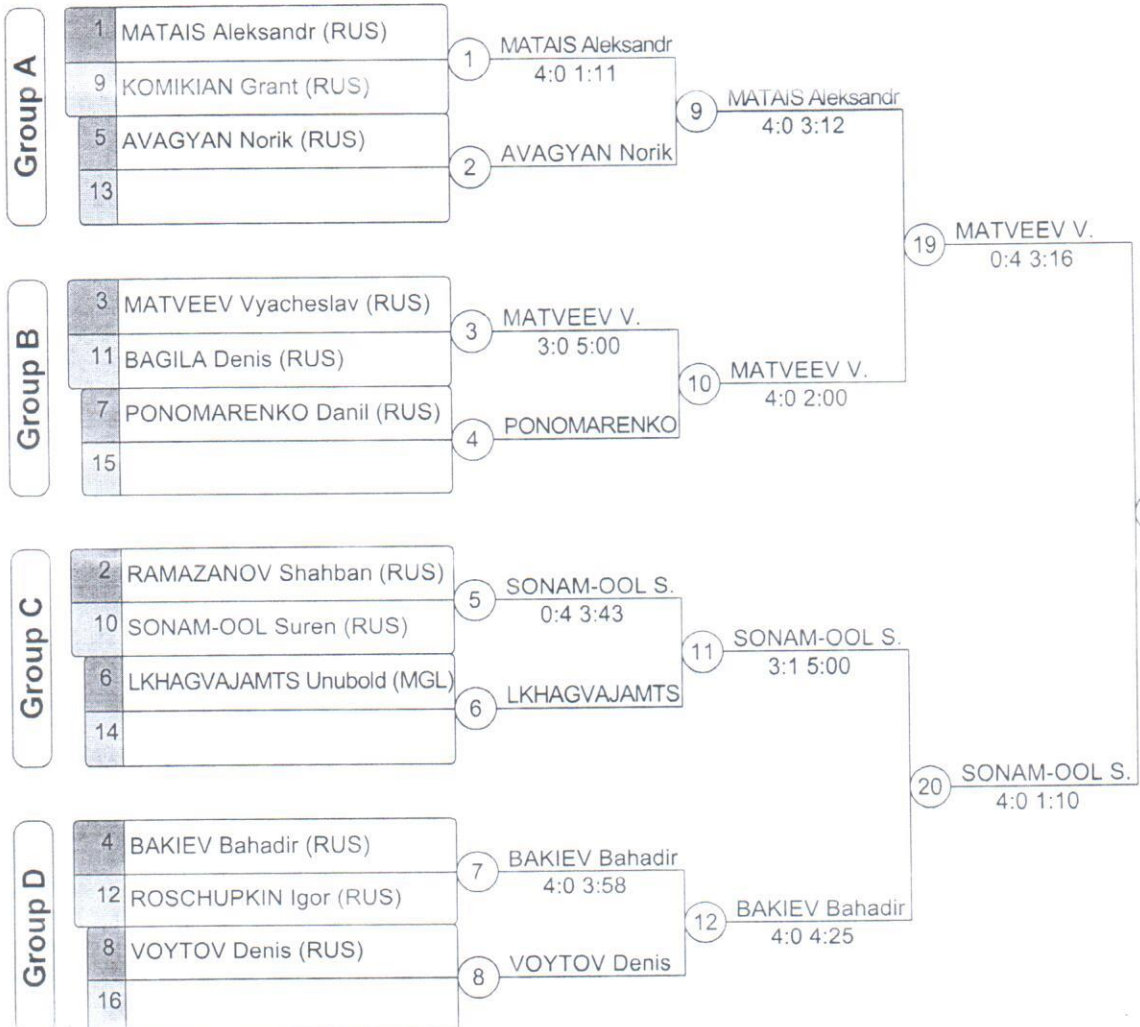 Group A
1 MATAIS Aleksandr (RUS)
9 KOMIKIAN Grant (RUS)
5 AVAGYAN Norik (RUS)
13
1 MATAIS Aleksandr
4:0 1:11
2 AVAGYAN Norik
9 MATAIS Aleksandr
4:0 3:12
19 MATVEEV V.
0:4 3:16
Group B
3 MATVEEV Vyacheslav (RUS)
11 BAGILA Denis (RUS)
7 PONOMARENKO Danil (RUS)
15
3 MATVEEV V.
3:0 5:00
4 PONOMARENKO
10 MATVEEV V.
4:0 2:00
Group C
2 RAMAZANOV Shahban (RUS)
10 SONAM-OOL Suren (RUS)
6 LKHAGVAJAMTS Unubold (MGL)
14
5 SONAM-OOL S.
0:4 3:43
6 LKHAGVAJAMTS
11 SONAM-OOL S.
3:1 5:00
20 SONAM-OOL S.
4:0 1:10
Group D
4 BAKIEV Bahadir (RUS)
12 ROSCHUPKIN Igor (RUS)
8 VOYTOV Denis (RUS)
16
7 BAKIEV Bahadir
4:0 3:58
8 VOYTOV Denis
12 BAKIEV Bahadir
4:0 4:25